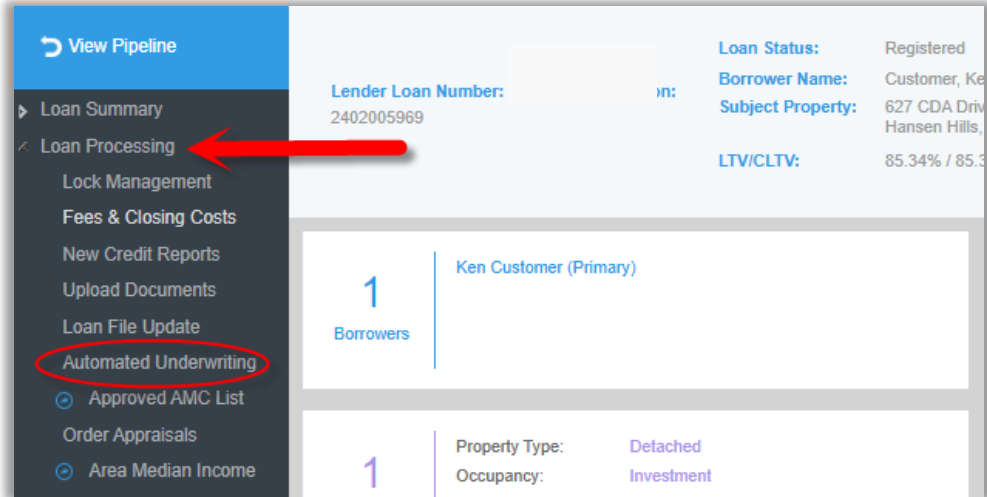 View Pipeline
Loan Summary
Loan Processing
Lock Management
Fees & Closing Costs
New Credit Reports
Upload Documents
Loan File Update
Automated Underwriting
Approved AMC List
Order Appraisals
Area Median Income
Lender Loan Number:
2402005969
on:
Loan Status: Registered
Borrower Name: Customer, Ke
Subject Property: 627 CDA Driv
Hansen Hills,
LTV/CLTV: 85.34% / 85.3
1
Borrowers
Ken Customer (Primary)
1
Property Type: Detached
Occupancy: Investment